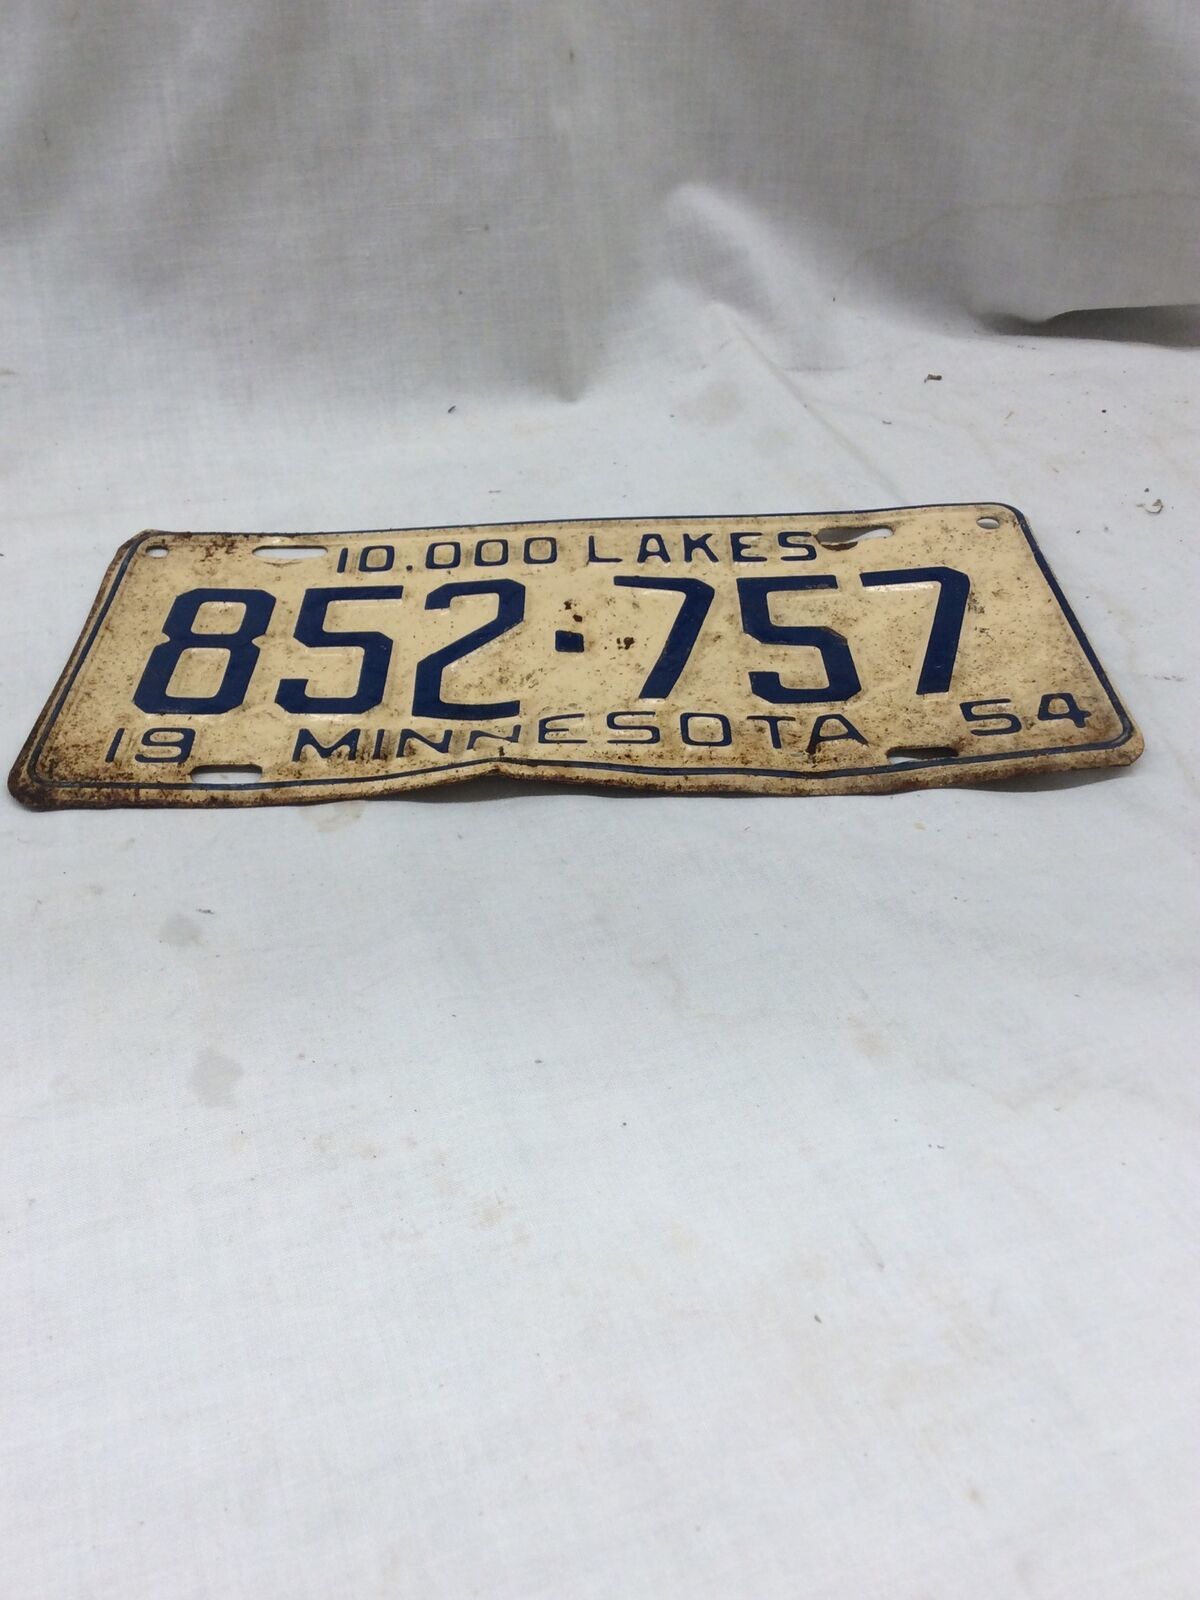 10.000 LAKES
852·757
19 MINNESOTA 54